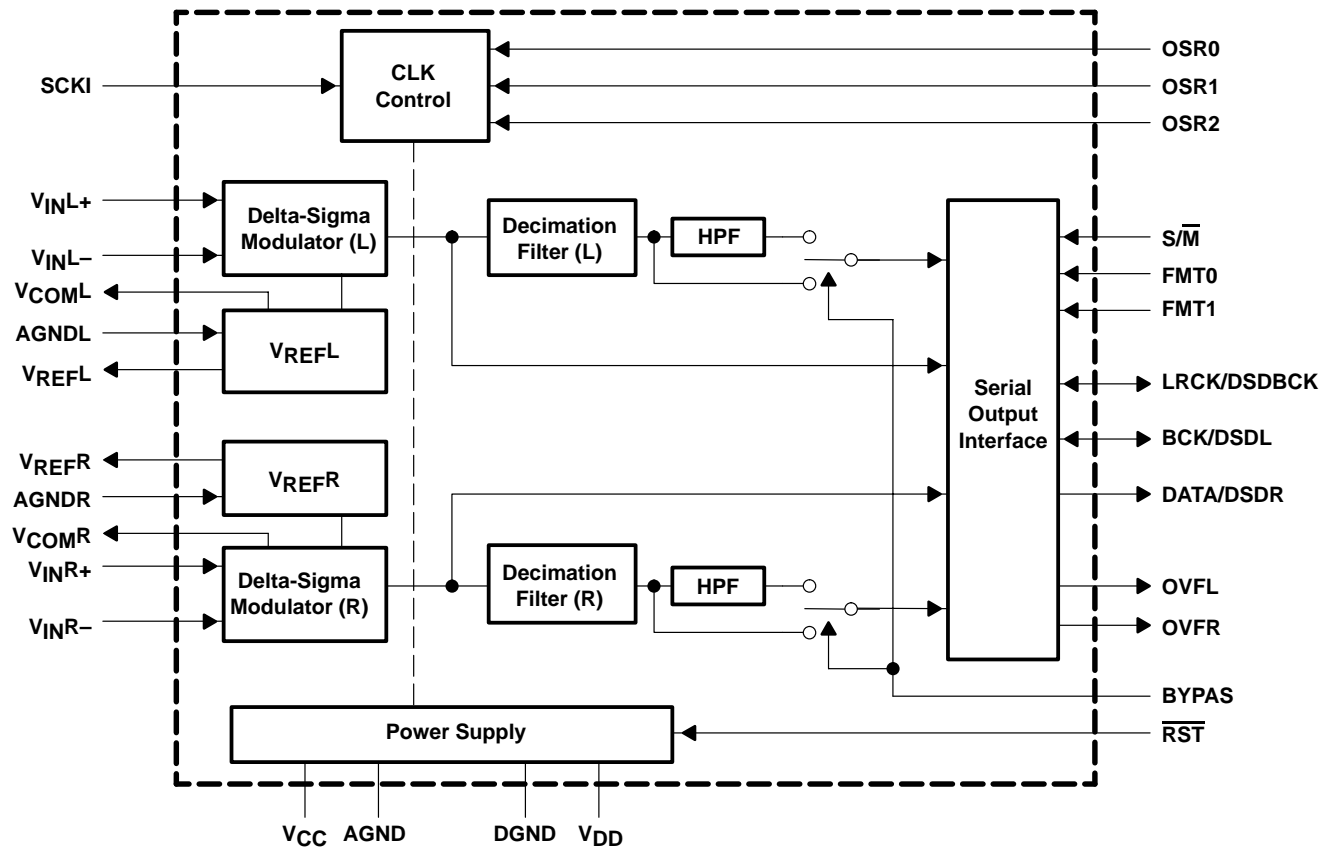 SCKI
CLK
Control
OSR0
OSR1
OSR2
VINL+
VINL–
VCOML
AGNDL
VREFL
Delta-Sigma
Modulator (L)
VREFL
Decimation
Filter (L)
HPF
Serial
Output
Interface
S/M̅
FMT0
FMT1
LRCK/DSDBCK
BCK/DSDL
DATA/DSDR
OVFL
OVFR
BYPAS
R̅S̅T̅
VREFR
AGNDR
VCOMR
VINR+
VINR–
VREFR
Delta-Sigma
Modulator (R)
Decimation
Filter (R)
HPF
Power Supply
VCC
AGND
DGND
VDD